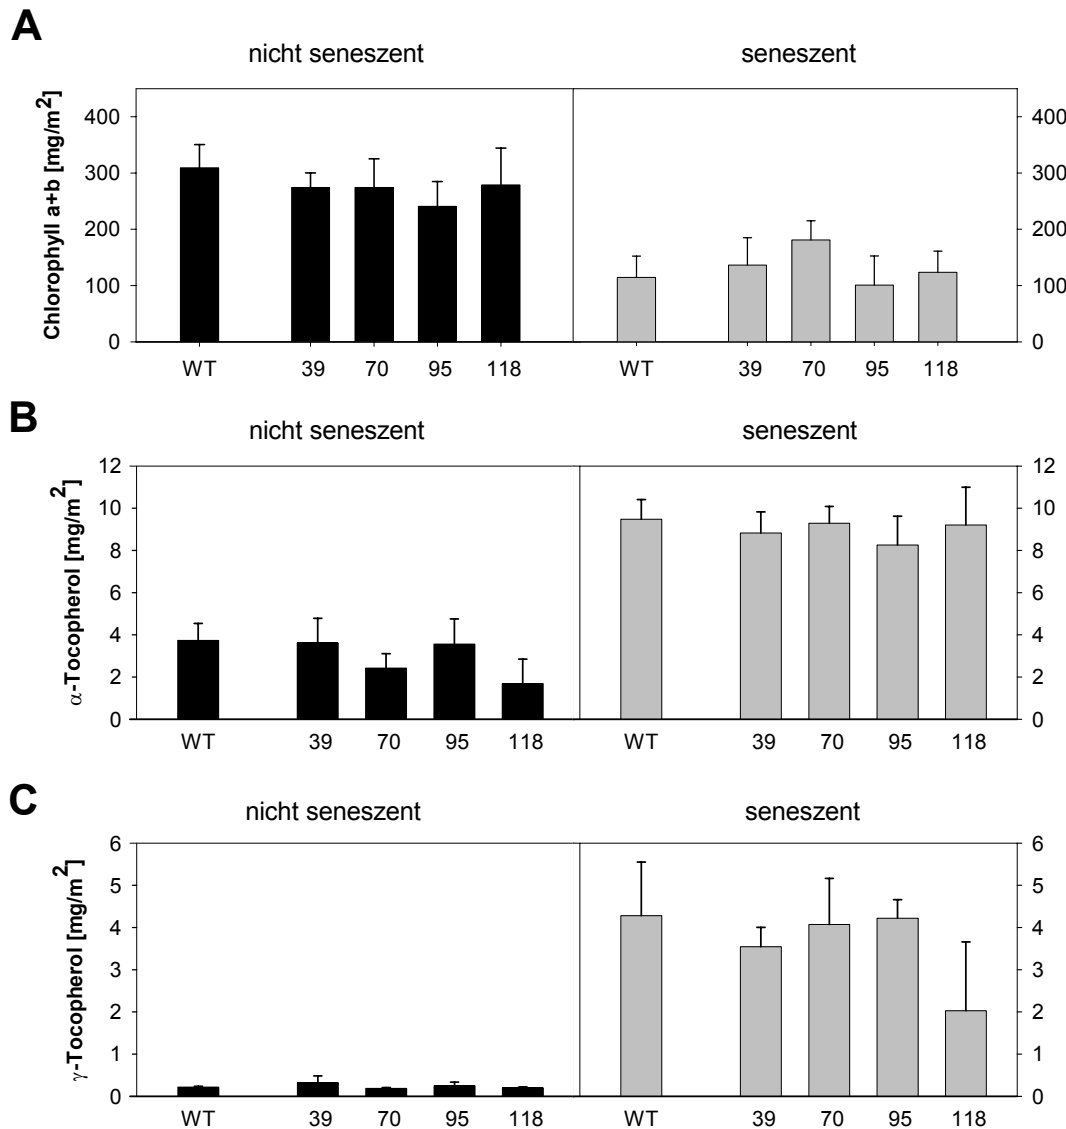 A
nicht seneszent seneszent
Chlorophyll a+b [mg/m²]
400 400
300 300
200 200
100 100
0 0
WT 39 70 95 118 WT 39 70 95 118
B
nicht seneszent seneszent
α-Tocopherol [mg/m²]
12 12
10 10
8 8
6 6
4 4
2 2
0 0
WT 39 70 95 118 WT 39 70 95 118
C
nicht seneszent seneszent
γ-Tocopherol [mg/m²]
6 6
5 5
4 4
3 3
2 2
1 1
0 0
WT 39 70 95 118 WT 39 70 95 118